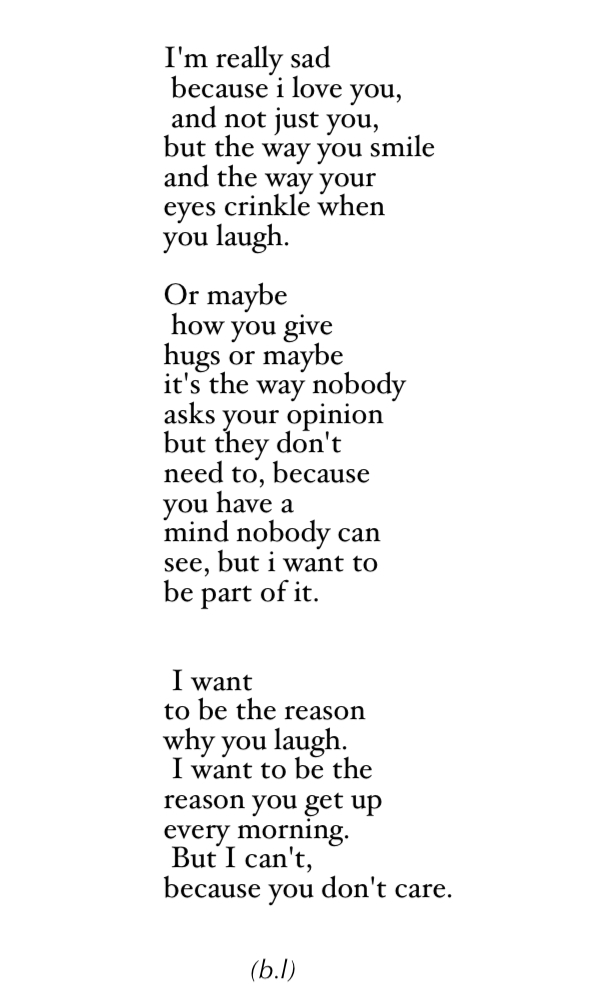 I'm really sad
because i love you,
and not just you,
but the way you smile
and the way your
eyes crinkle when
you laugh.
Or maybe
how you give
hugs or maybe
it's the way nobody
asks your opinion
but they don't
need to, because
you have a
mind nobody can
see, but i want to
be part of it.
I want
to be the reason
why you laugh.
I want to be the
reason you get up
every morning.
But I can't,
because you don't care.
(b.l)